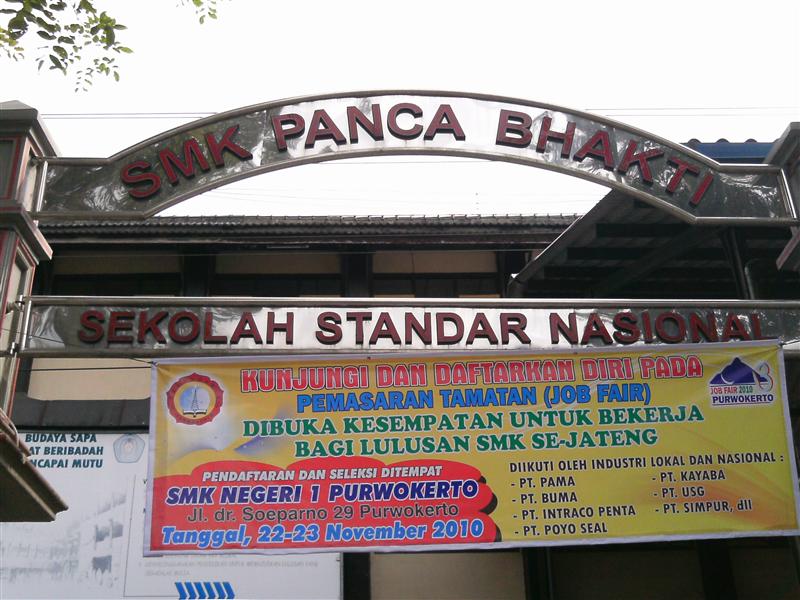 SMK PANCA BHAKTI
SEKOLAH STANDAR NASIONAL
KUNJUNGI DAN DAFTARKAN DIRI PADA
PEMASARAN TAMATAN (JOB FAIR)
DIBUKA KESEMPATAN UNTUK BEKERJA
BAGI LULUSAN SMK SE-JATENG
JOB FAIR 2010
PURWOKERTO
PENDAFTARAN DAN SELEKSI DITEMPAT
SMK NEGERI 1 PURWOKERTO
Jl. dr. Soeparno 29 Purwokerto
Tanggal, 22-23 November 2010
DIIKUTI OLEH INDUSTRI LOKAL DAN NASIONAL :
- PT. PAMA
- PT. BUMA
- PT. INTRACO PENTA
- PT. POYO SEAL
- PT. KAYABA
- PT. USG
- PT. SIMPUR, dll
BUDAYA SAPA
AT BERIBADAH
NCAPAI MUTU